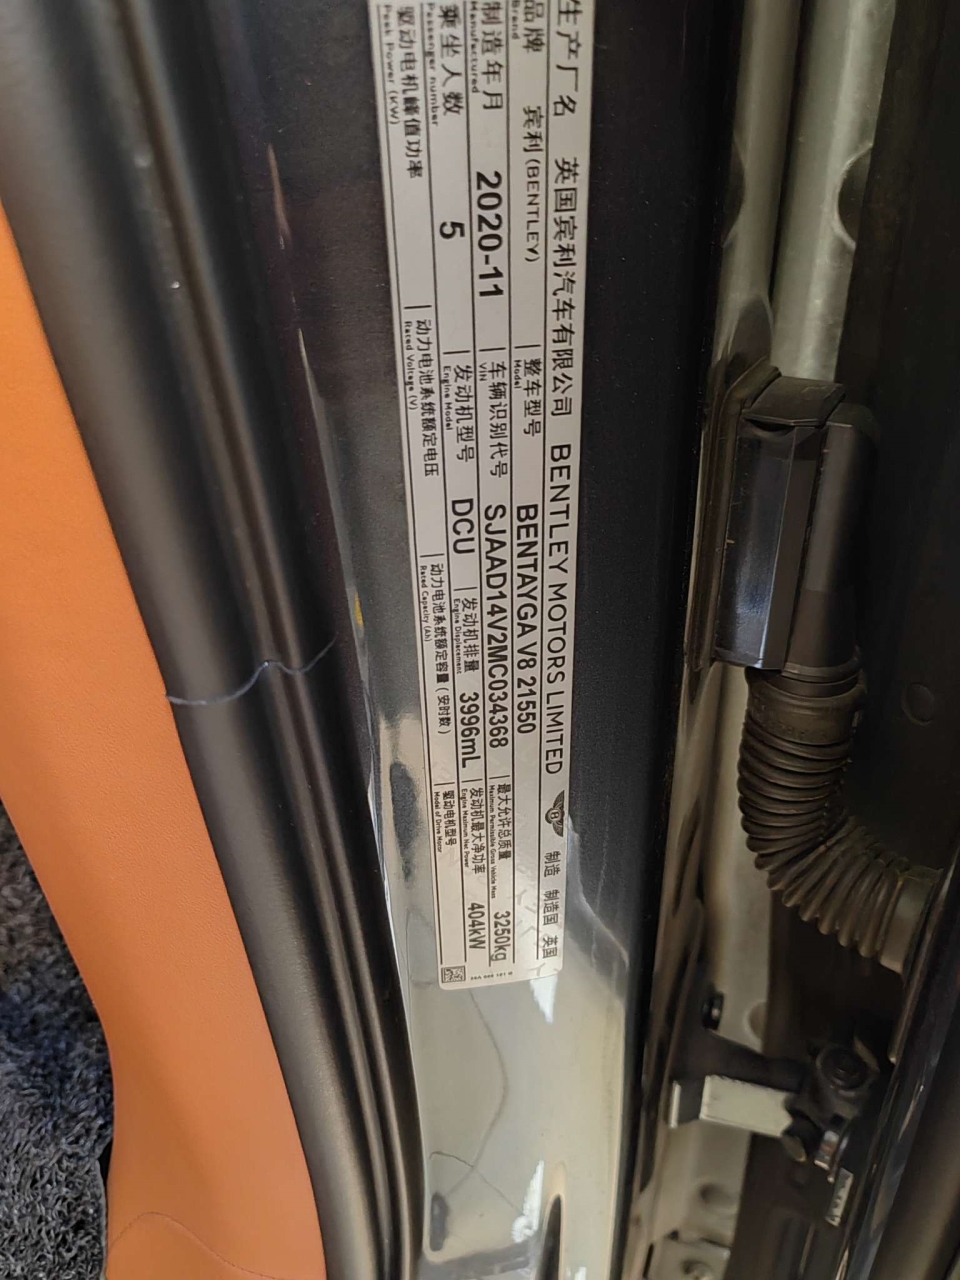 生产厂名 英国宾利汽车有限公司 BENTLEY MOTORS LIMITED 制造 制造国 英国
品牌 宾利(BENTLEY) 整车型号 BENTAYGA V8 21550
Brand Model
制造年月 2020-11 车辆识别代号 SJAAD14V2MC034368 最大允许总质量 3250kg
Manufactured VIN Maximum Permissible Gross Vehicle Mass
乘坐人数 5 发动机型号 DCU 发动机排量 3996mL 发动机最大净功率 404kW
Passenger number Engine Model Engine Displacement Engine Maximum Net Power
驱动电机峰值功率 动力电池系统额定电压 动力电池系统额定容量(安时数) 驱动电机型号
Peak Power (KW) Rated Voltage (V) Rated Capacity (Ah) Model of Drive Motor